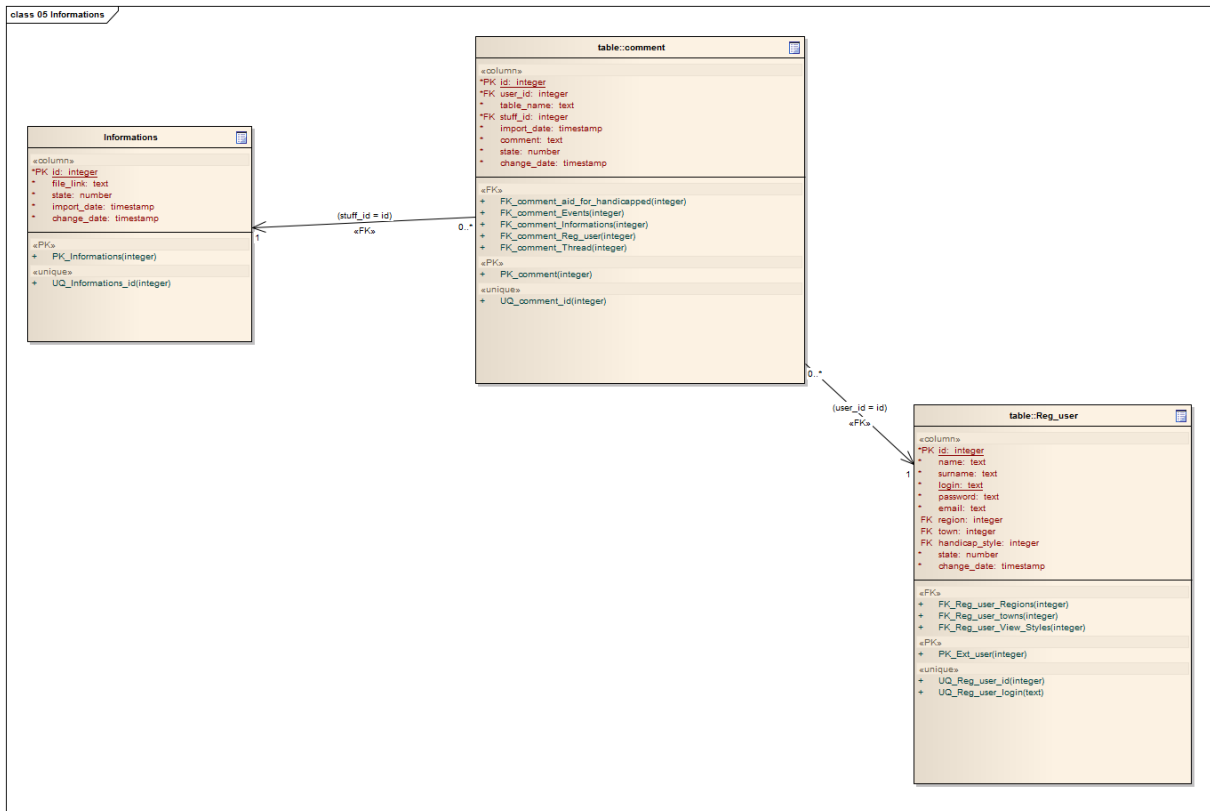 class 05 Informations
table::comment
«column»
*PK id: integer
*FK user_id: integer
* table_name: text
*FK stuff_id: integer
* import_date: timestamp
* comment: text
* state: number
* change_date: timestamp
«FK»
+ FK_comment_aid_for_handicapped(integer)
+ FK_comment_Events(integer)
+ FK_comment_Informations(integer)
+ FK_comment_Reg_user(integer)
+ FK_comment_Thread(integer)
«PK»
+ PK_comment(integer)
«unique»
+ UQ_comment_id(integer)
Informations
«column»
*PK id: integer
* file_link: text
* state: number
* import_date: timestamp
* change_date: timestamp
«PK»
+ PK_Informations(integer)
«unique»
+ UQ_Informations_id(integer)
(stuff_id = id)
«FK»
0..*
1
0..*
(user_id = id)
«FK»
1
table::Reg_user
«column»
*PK id: integer
* name: text
* surname: text
* login: text
* password: text
* email: text
FK region: integer
FK town: integer
FK handicap_style: integer
* state: number
* change_date: timestamp
«FK»
+ FK_Reg_user_Regions(integer)
+ FK_Reg_user_towns(integer)
+ FK_Reg_user_View_Styles(integer)
«PK»
+ PK_Ext_user(integer)
«unique»
+ UQ_Reg_user_id(integer)
+ UQ_Reg_user_login(text)